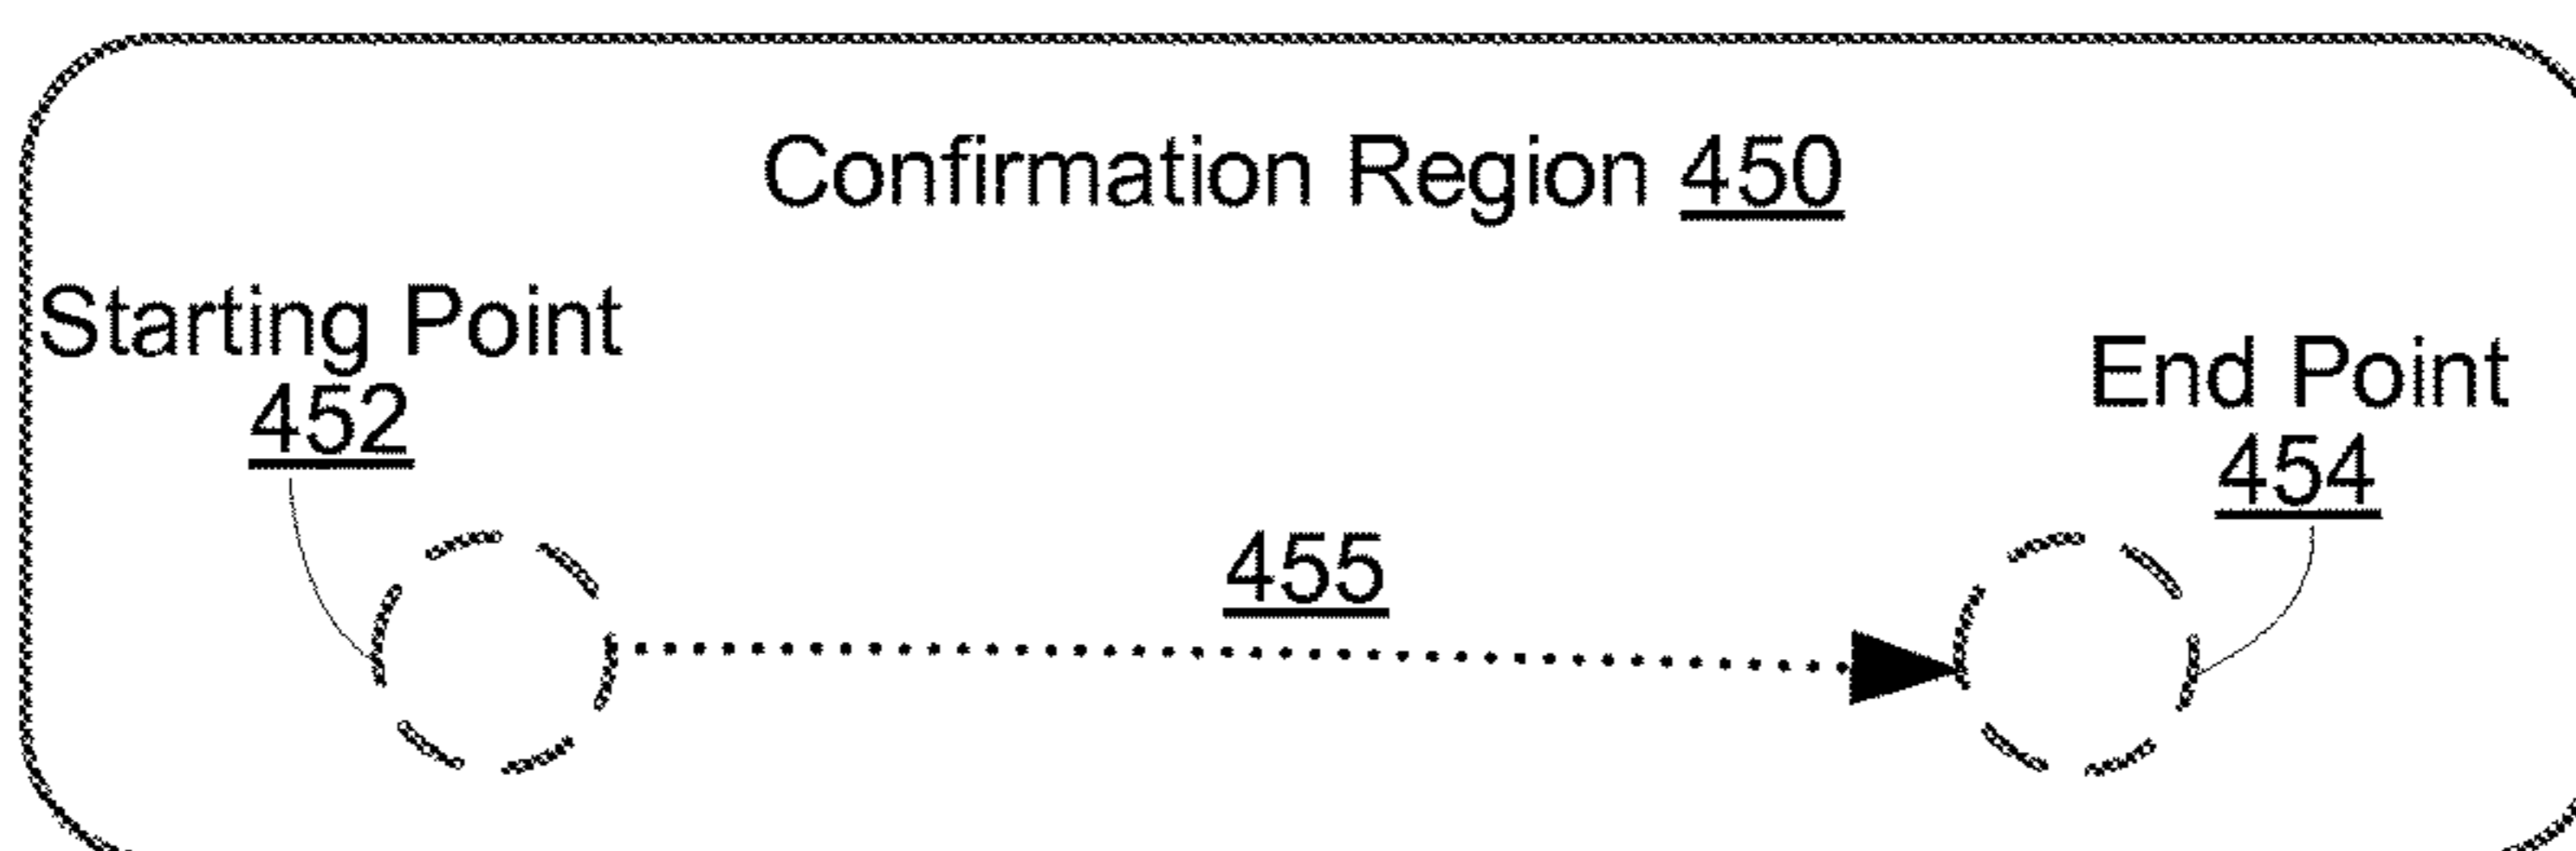 Confirmation Region 450
Starting Point
452
End Point
454
455